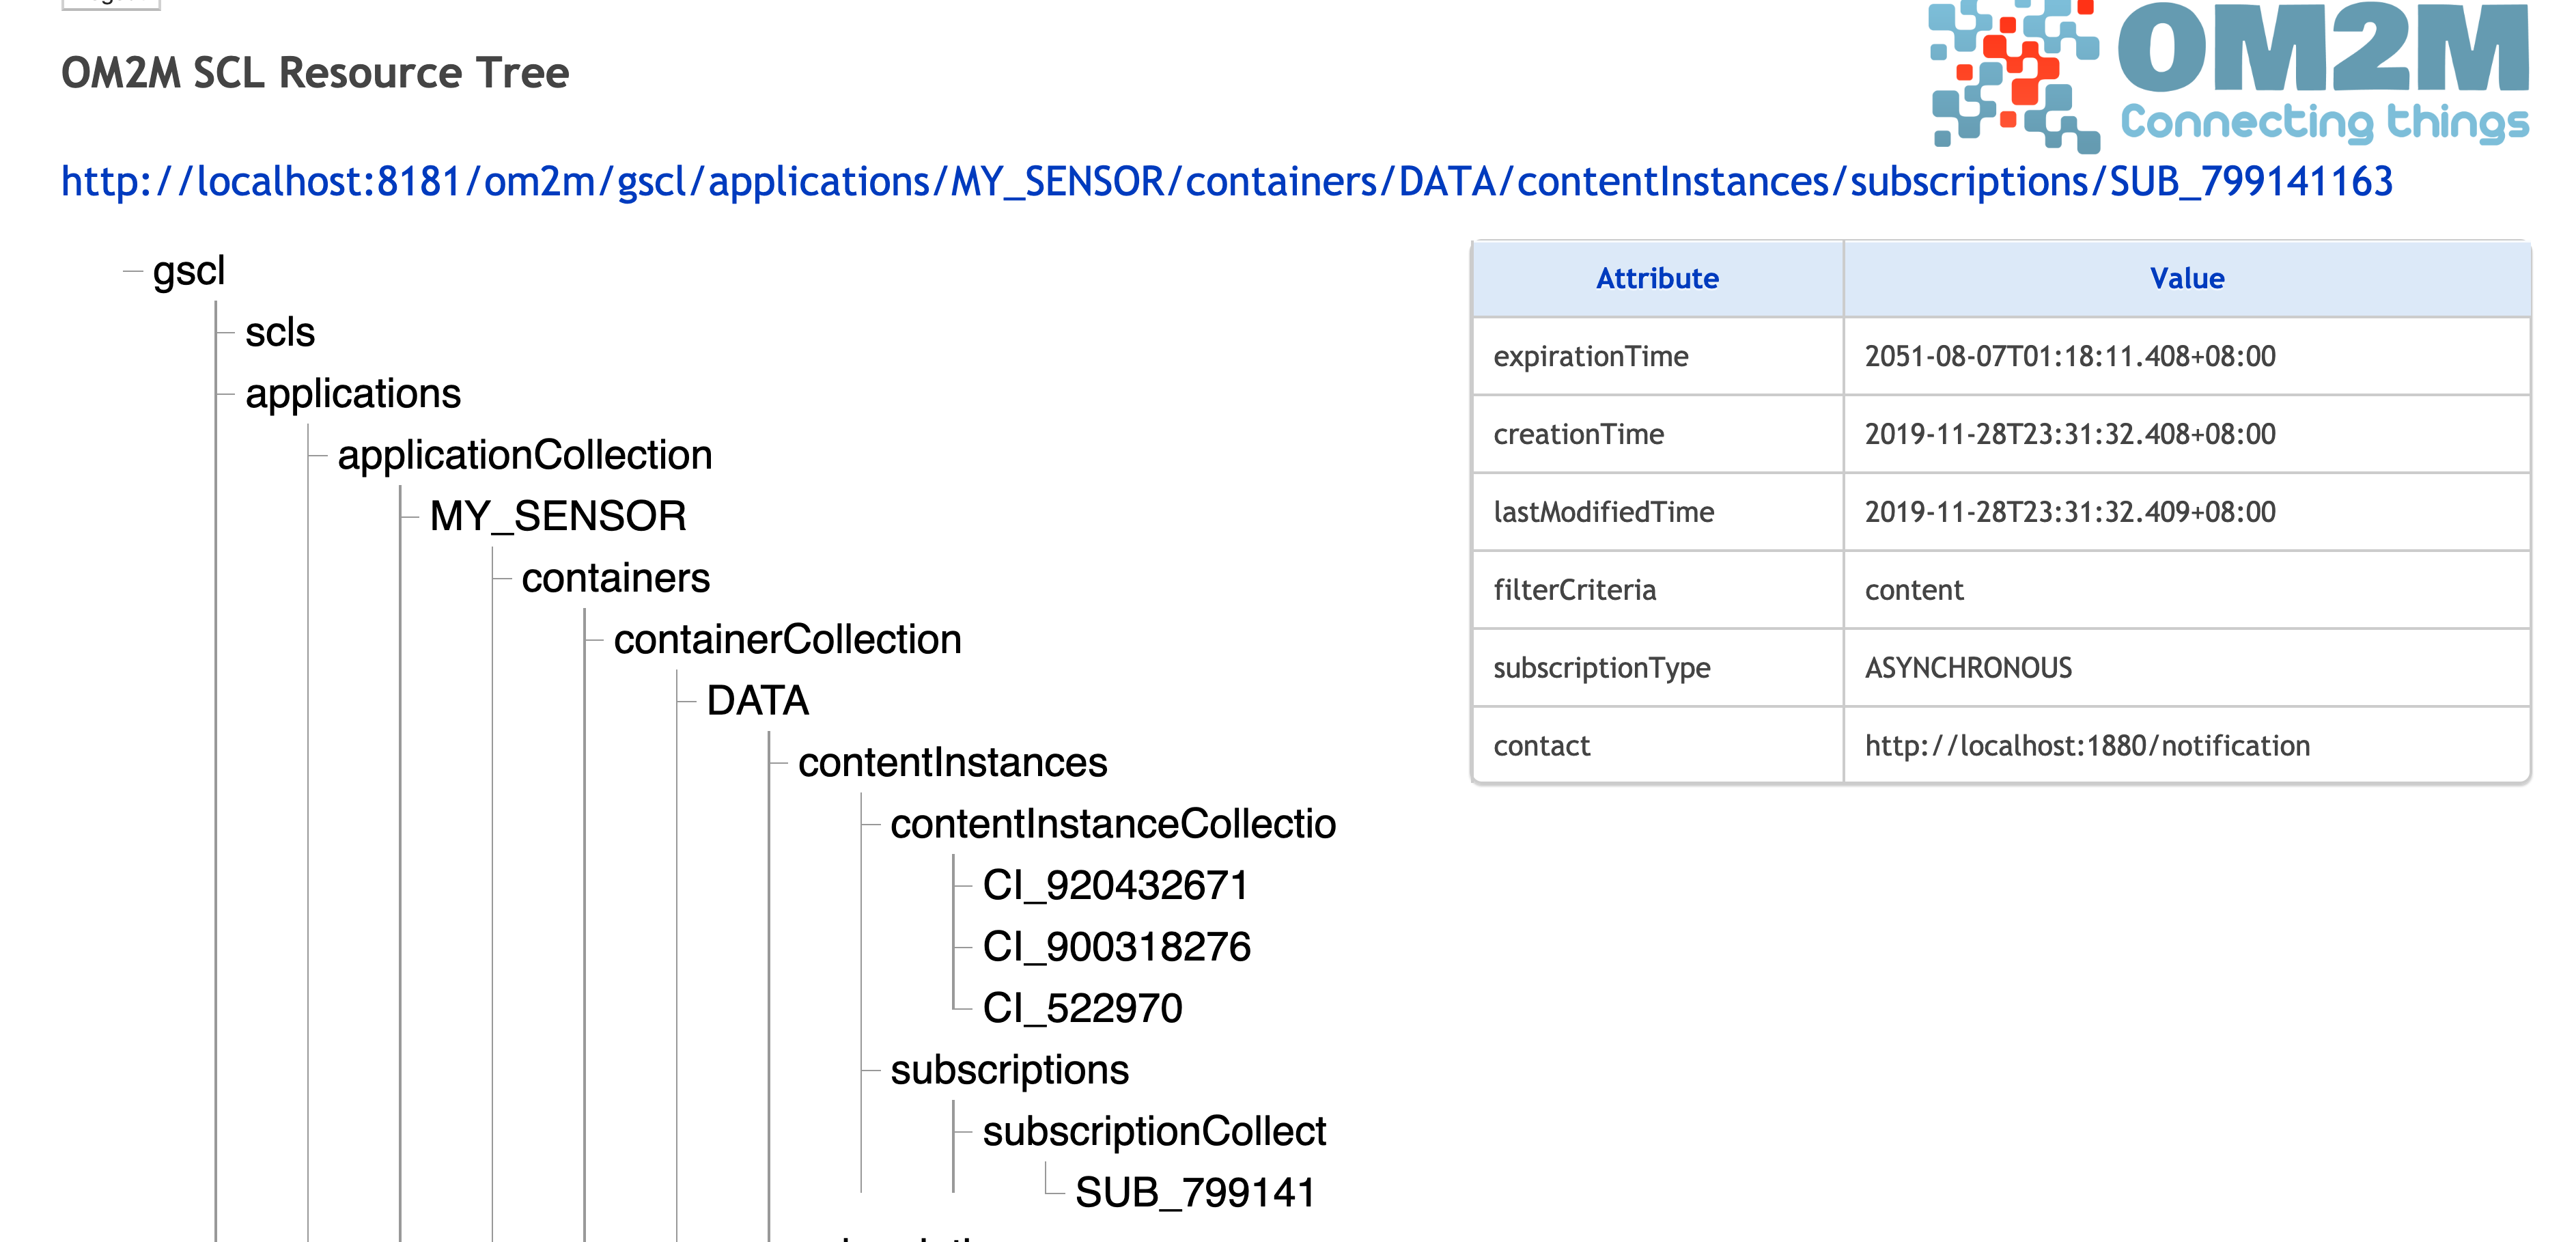 OM2M
Connecting things
OM2M SCL Resource Tree
http://localhost:8181/om2m/gscl/applications/MY_SENSOR/containers/DATA/contentInstances/subscriptions/SUB_799141163
gscl
scls
applications
applicationCollection
MY_SENSOR
containers
containerCollection
DATA
contentInstances
contentInstanceCollectio
CI_920432671
CI_900318276
CI_522970
subscriptions
subscriptionCollect
SUB_799141
Attribute Value
expirationTime 2051-08-07T01:18:11.408+08:00
creationTime 2019-11-28T23:31:32.408+08:00
lastModifiedTime 2019-11-28T23:31:32.409+08:00
filterCriteria content
subscriptionType ASYNCHRONOUS
contact http://localhost:1880/notification